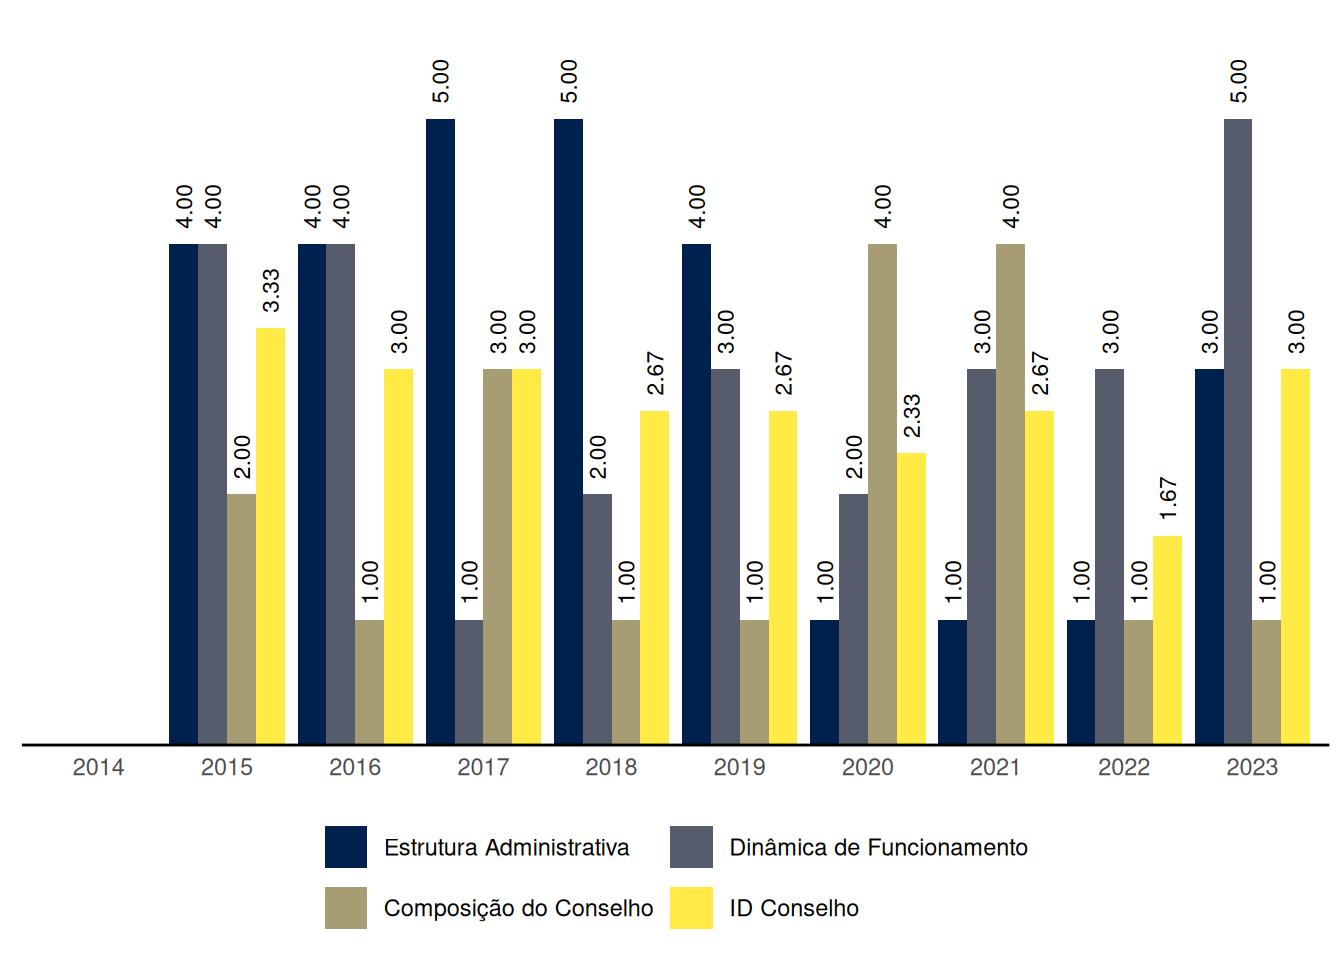 5.00 5.00 5.00
4.00 4.00 4.00 4.00 4.00 4.00 4.00
3.33 3.00 3.00 3.00 3.00 3.00 3.00 3.00 3.00
2.67 2.67 2.67
2.00 2.00 2.00 2.33
1.67
1.00 1.00 1.00 1.00 1.00 1.00 1.00 1.00 1.00
2014 2015 2016 2017 2018 2019 2020 2021 2022 2023
Estrutura Administrativa Dinâmica de Funcionamento
Composição do Conselho ID Conselho